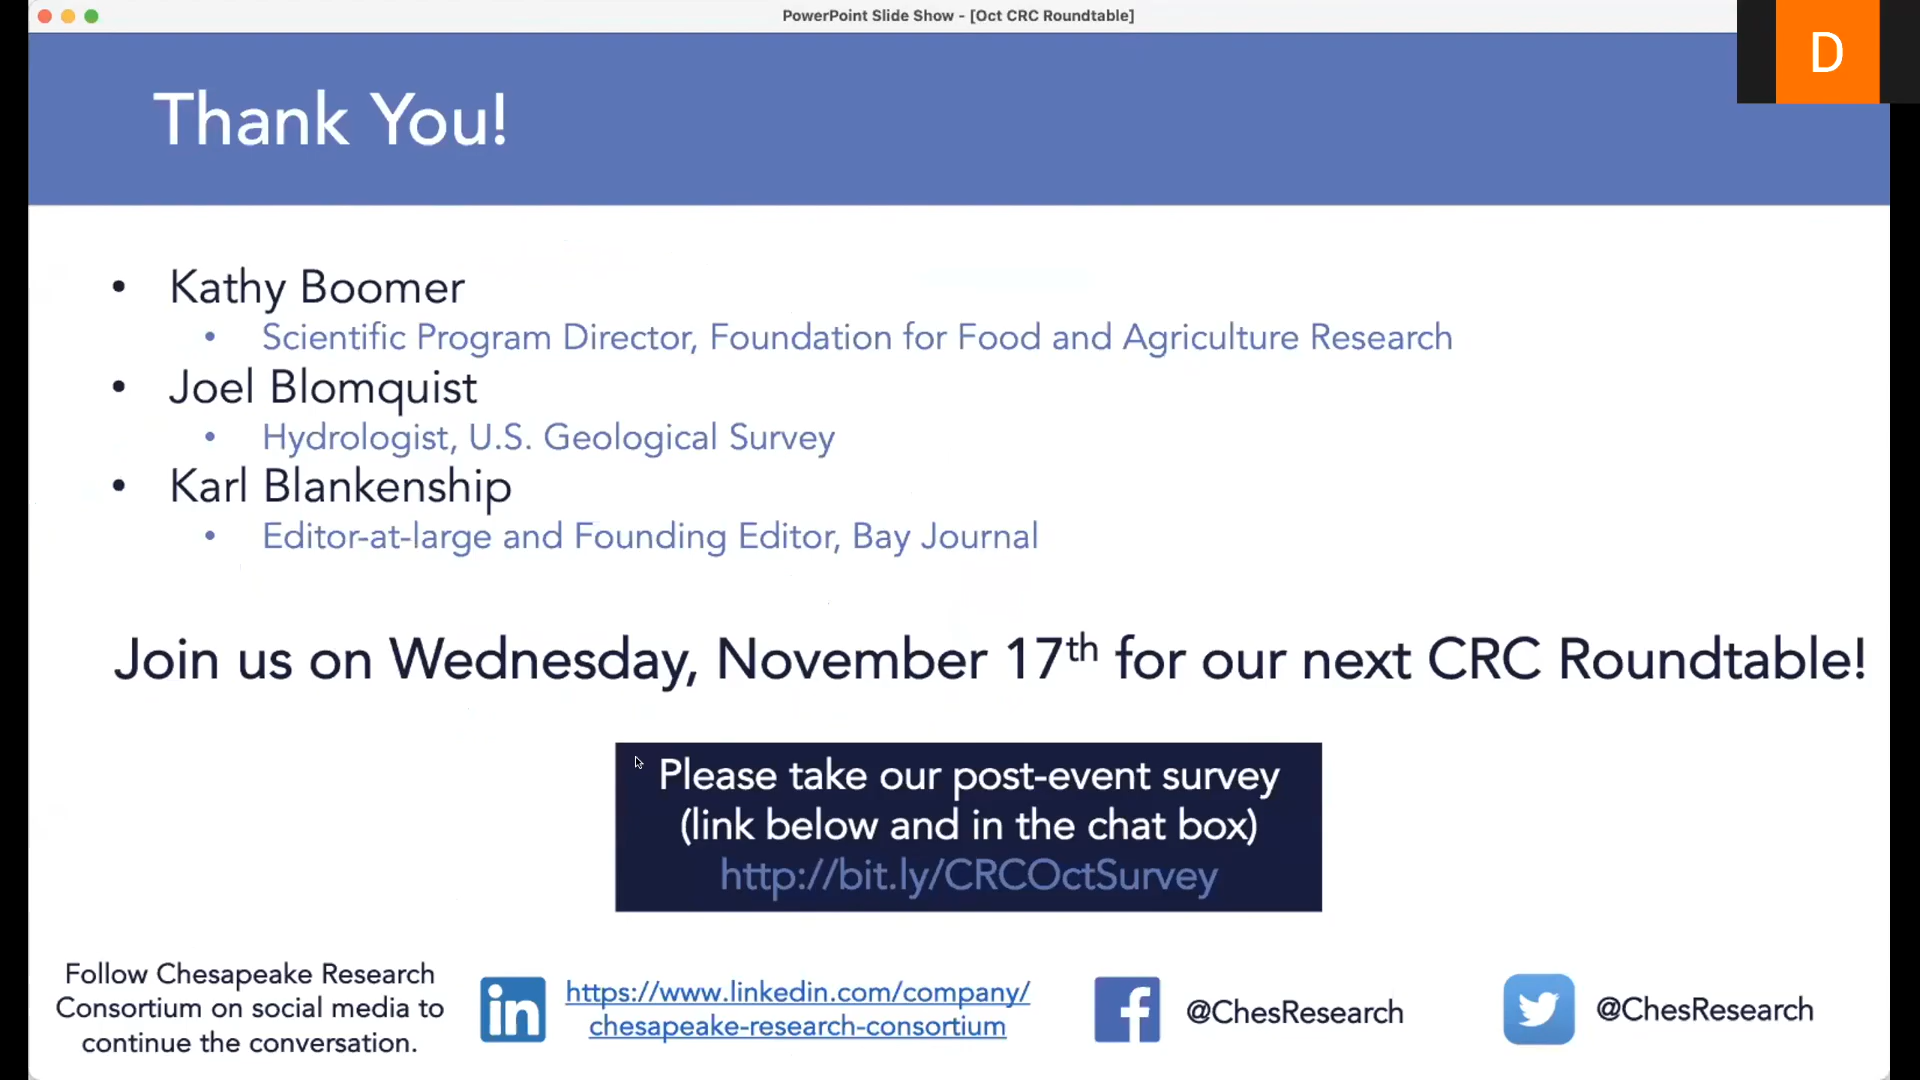 PowerPoint Slide Show - [Oct CRC Roundtable]
D
Thank You!
• Kathy Boomer
• Scientific Program Director, Foundation for Food and Agriculture Research
• Joel Blomquist
• Hydrologist, U.S. Geological Survey
• Karl Blankenship
• Editor-at-large and Founding Editor, Bay Journal
Join us on Wednesday, November 17th for our next CRC Roundtable!
Please take our post-event survey
(link below and in the chat box)
http://bit.ly/CRCOctSurvey
Follow Chesapeake Research
Consortium on social media to
continue the conversation.
in
https://www.linkedin.com/company/
chesapeake-research-consortium
f
@ChesResearch
@ChesResearch